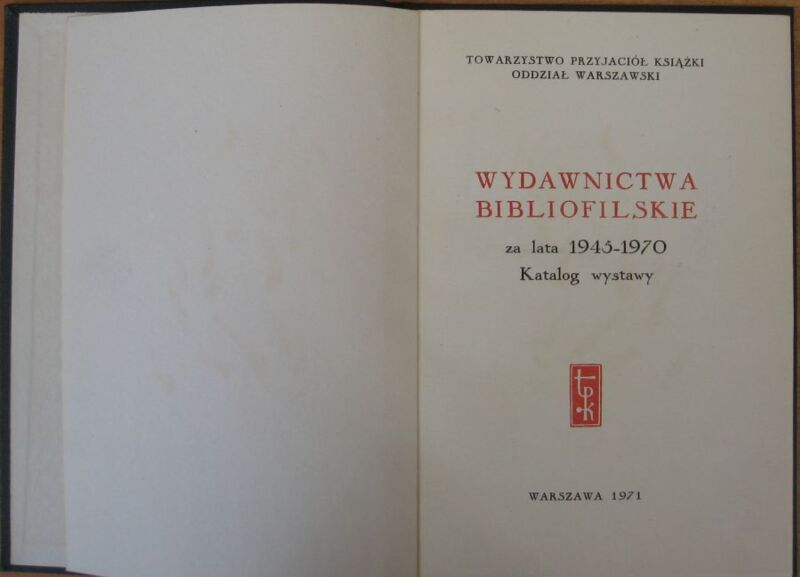 TOWARZYSTWO PRZYJACIÓŁ KSIĄŻKI
ODDZIAŁ WARSZAWSKI
WYDAWNICTWA
BIBLIOFILSKIE
za lata 1945-1970
Katalog wystawy
tpk
WARSZAWA 1971